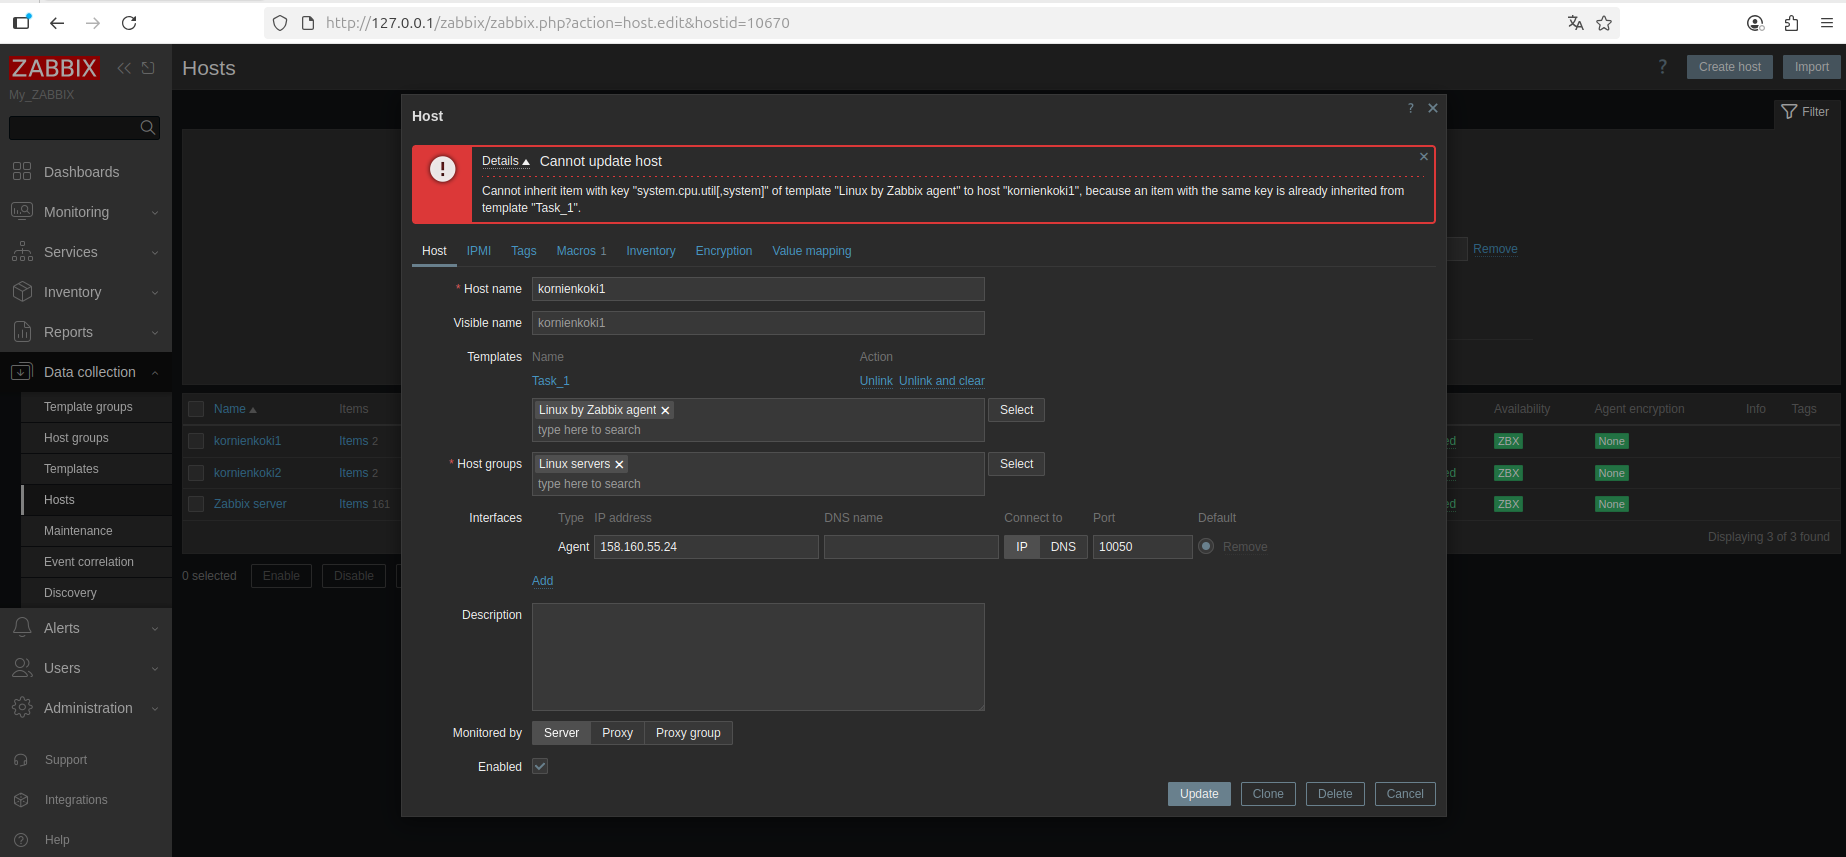 http://127.0.0.1/zabbix/zabbix.php?action=host.edit&hostid=10670
ZABBIX
My_ZABBIX
Dashboards
Monitoring
Services
Inventory
Reports
Data collection
Template groups
Host groups
Templates
Hosts
Maintenance
Event correlation
Discovery
Alerts
Users
Administration
Support
Integrations
Help
Hosts
? Create host Import
Filter
Remove
Name Items
kornienkoki1 Items 2
kornienkoki2 Items 2
Zabbix server Items 161
Availability Agent encryption Info Tags
ed ZBX None
ed ZBX None
ed ZBX None
Displaying 3 of 3 found
0 selected Enable Disable
Host
?
Details Cannot update host
Cannot inherit item with key "system.cpu.util[,system]" of template "Linux by Zabbix agent" to host "kornienkoki1", because an item with the same key is already inherited from
template "Task_1".
Host IPMI Tags Macros 1 Inventory Encryption Value mapping
* Host name kornienkoki1
Visible name kornienkoki1
Templates Name Action
Task_1 Unlink Unlink and clear
Linux by Zabbix agent Select
type here to search
* Host groups Linux servers Select
type here to search
Interfaces Type IP address DNS name Connect to Port Default
Agent 158.160.55.24 IP DNS 10050 Remove
Add
Description
Monitored by Server Proxy Proxy group
Enabled
Update Clone Delete Cancel